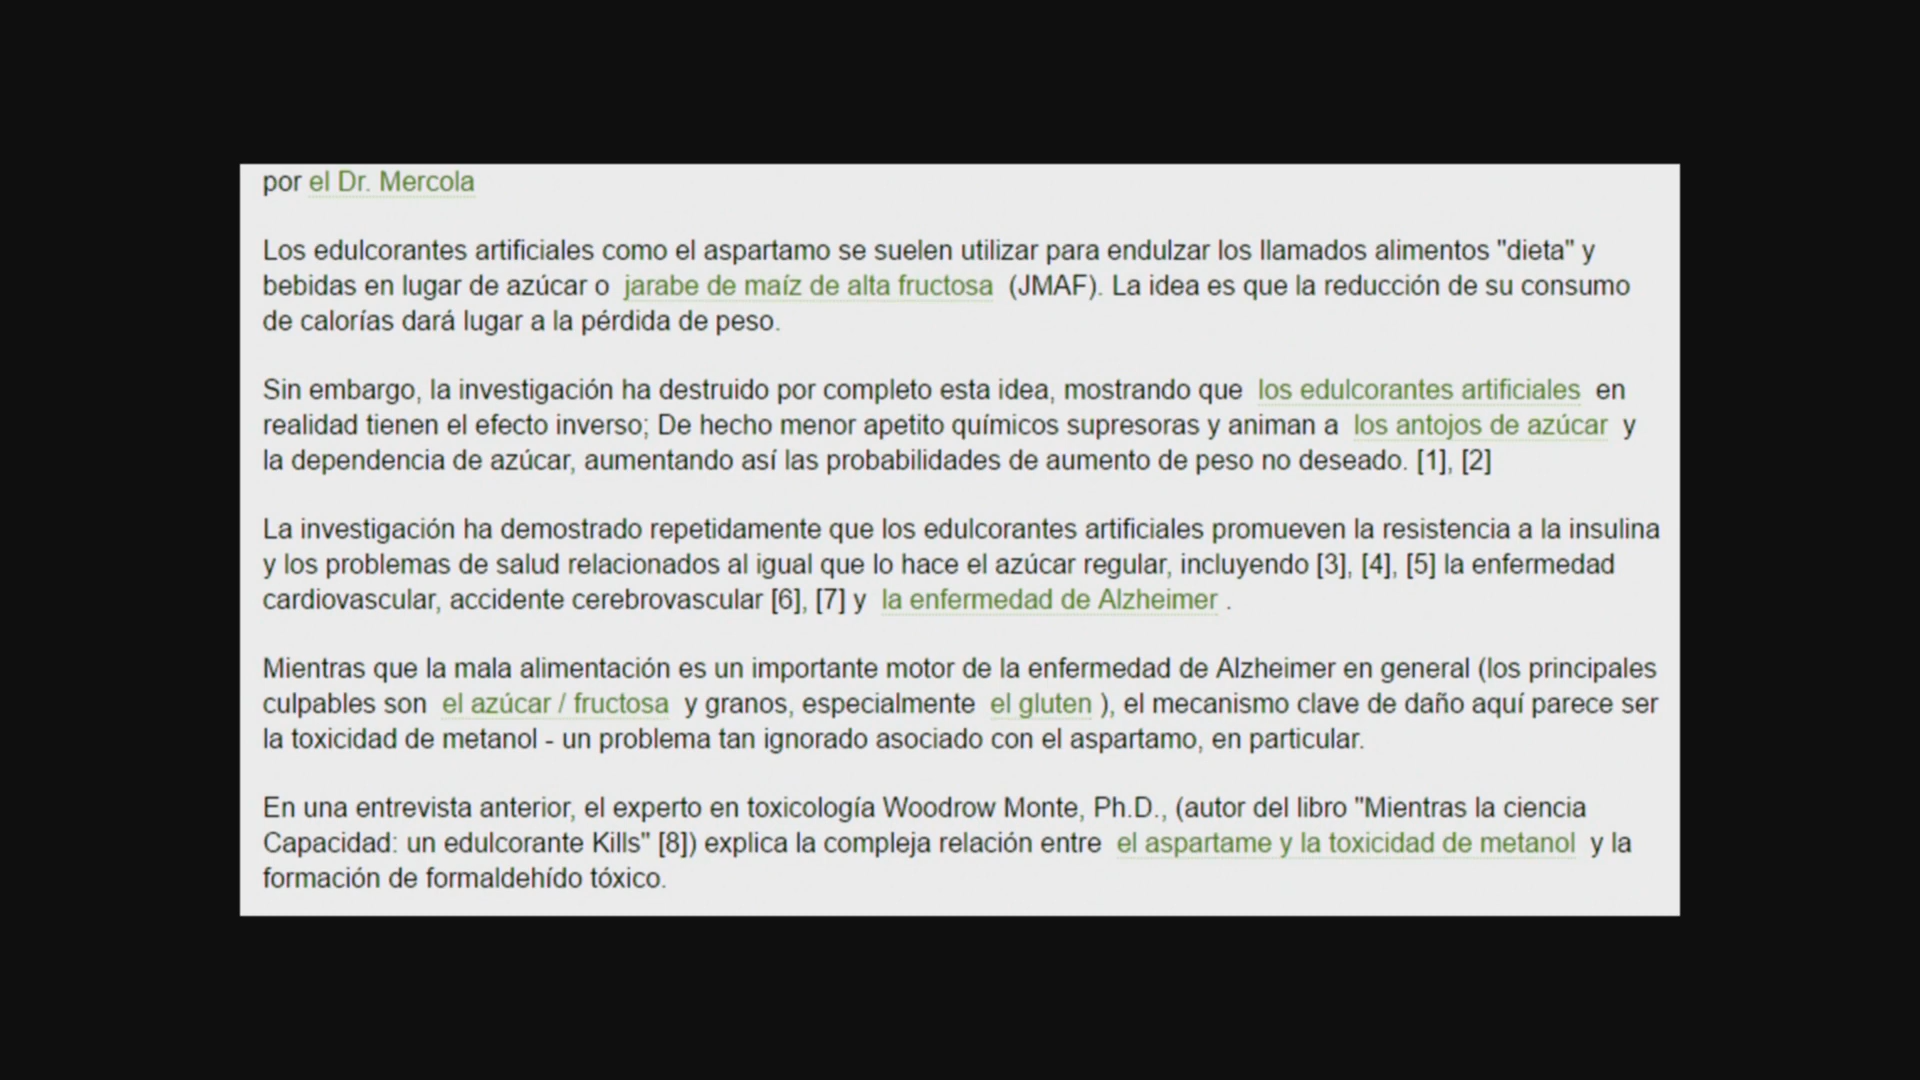 por el Dr. Mercola
Los edulcorantes artificiales como el aspartamo se suelen utilizar para endulzar los llamados alimentos "dieta" y
bebidas en lugar de azúcar o jarabe de maíz de alta fructosa (JMAF). La idea es que la reducción de su consumo
de calorías dará lugar a la pérdida de peso.
Sin embargo, la investigación ha destruido por completo esta idea, mostrando que los edulcorantes artificiales en
realidad tienen el efecto inverso; De hecho menor apetito químicos supresoras y animan a los antojos de azúcar y
la dependencia de azúcar, aumentando así las probabilidades de aumento de peso no deseado. [1], [2]
La investigación ha demostrado repetidamente que los edulcorantes artificiales promueven la resistencia a la insulina
y los problemas de salud relacionados al igual que lo hace el azúcar regular, incluyendo [3], [4], [5] la enfermedad
cardiovascular, accidente cerebrovascular [6], [7] y la enfermedad de Alzheimer .
Mientras que la mala alimentación es un importante motor de la enfermedad de Alzheimer en general (los principales
culpables son el azúcar / fructosa y granos, especialmente el gluten ), el mecanismo clave de daño aquí parece ser
la toxicidad de metanol - un problema tan ignorado asociado con el aspartamo, en particular.
En una entrevista anterior, el experto en toxicología Woodrow Monte, Ph.D., (autor del libro "Mientras la ciencia
Capacidad: un edulcorante Kills" [8]) explica la compleja relación entre el aspartame y la toxicidad de metanol y la
formación de formaldehído tóxico.